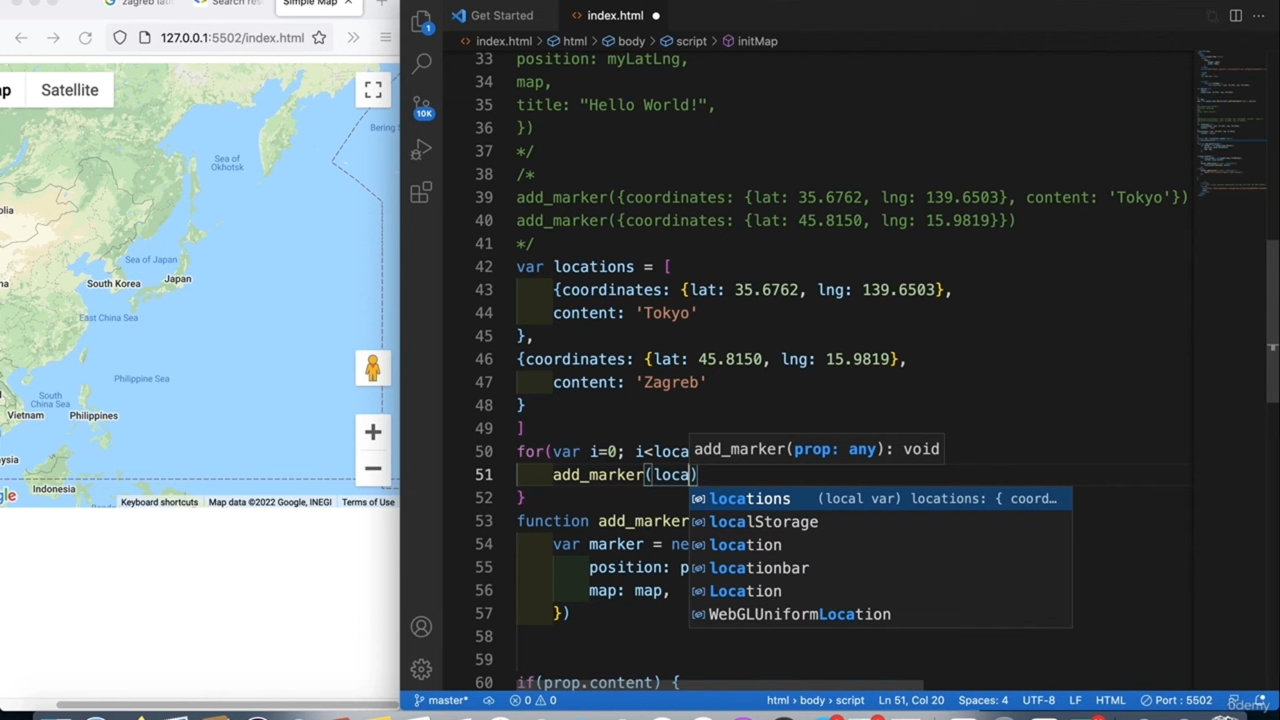 zagreb lat
Search res
Simple Map
127.0.0.1:5502/index.html
Get Started
index.html
index.html > html > body > script > initMap
1
10K
Satellite
Bering
Sea of
Okhotsk
Sea of Japan
South Korea
Japan
East China Sea
Philippine Sea
South
China Sea
Vietnam
Philippines
Indonesia
Keyboard shortcuts
Map data ©2022 Google, INEGI
Terms of Use
33 position: myLatLng,
34 map,
35 title: "Hello World!",
36 })
37 */
38 /*
39 add_marker({coordinates: {lat: 35.6762, lng: 139.6503}, content: 'Tokyo'})
40 add_marker({coordinates: {lat: 45.8150, lng: 15.9819}})
41 */
42 var locations = [
43 {coordinates: {lat: 35.6762, lng: 139.6503},
44 content: 'Tokyo'
45 },
46 {coordinates: {lat: 45.8150, lng: 15.9819},
47 content: 'Zagreb'
48 }
49 ]
50 for(var i=0; i<loca
add_marker(prop: any): void
51 add_marker(loca)
52 }
locations (local var) locations: { coord…
localStorage
location
locationbar
Location
WebGLUniformLocation
53 function add_marker
54 var marker = ne
55 position: p
56 map: map,
57 })
58
59
60 if(prop.content) {
master* 0 0 html > body > script Ln 51, Col 20 Spaces: 4 UTF-8 LF HTML Port : 5502
udemy